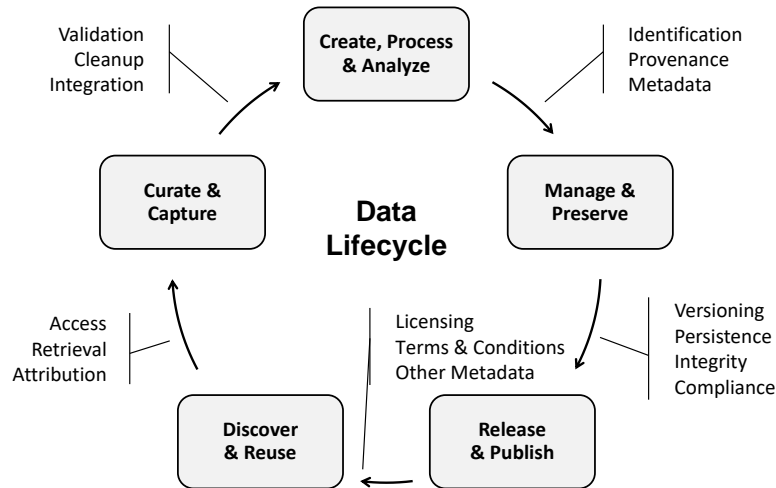 Validation
Cleanup
Integration
Create, Process
& Analyze
Identification
Provenance
Metadata
Curate &
Capture
Data
Lifecycle
Manage &
Preserve
Access
Retrieval
Attribution
Licensing
Terms & Conditions
Other Metadata
Versioning
Persistence
Integrity
Compliance
Discover
& Reuse
Release
& Publish